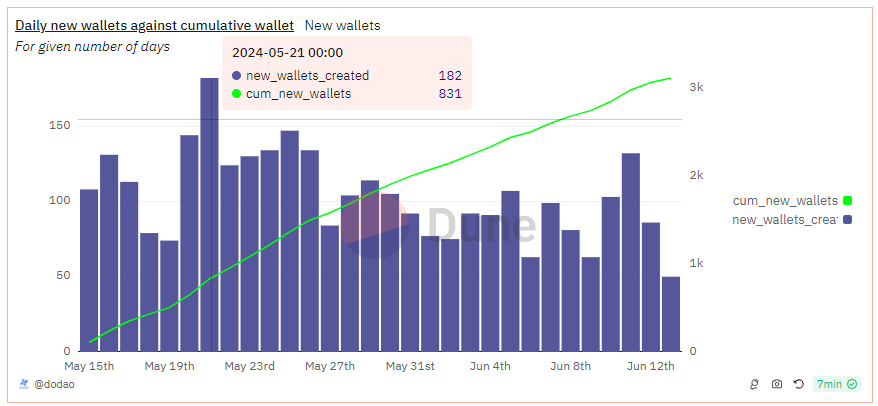 Daily new wallets against cumulative wallet New wallets
For given number of days
2024-05-21 00:00
new_wallets_created 182
cum_new_wallets 831
150
100
50
0
3k
2k
1k
0
Dune
cum_new_wallets
new_wallets_creat
May 15th May 19th May 23rd May 27th May 31st Jun 4th Jun 8th Jun 12th
@dodao
7min